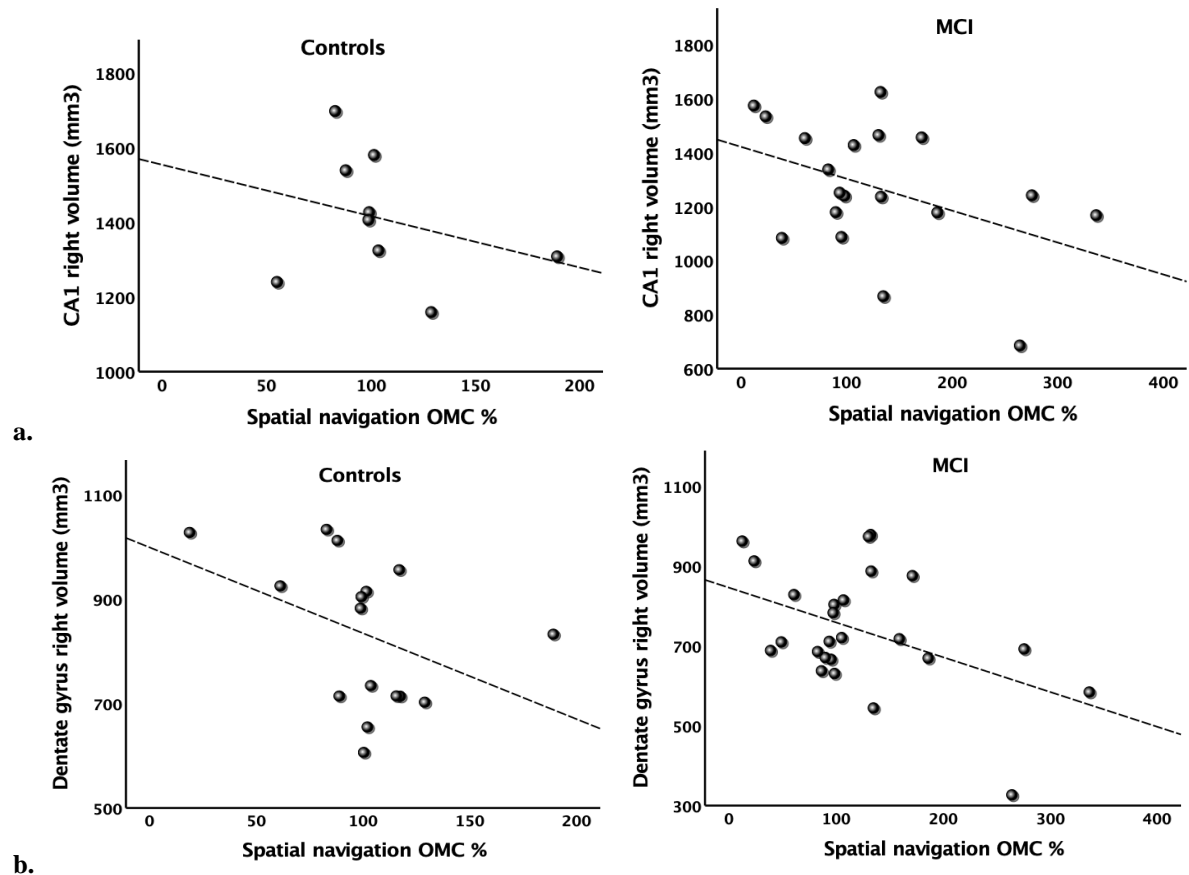 Controls
CA1 right volume (mm3)
1800
1600
1400
1200
1000
0 50 100 150 200
Spatial navigation OMC %
MCI
CA1 right volume (mm3)
1800
1600
1400
1200
1000
800
600
0 100 200 300 400
Spatial navigation OMC %
a.
Controls
Dentate gyrus right volume (mm3)
1100
900
700
500
0 50 100 150 200
Spatial navigation OMC %
MCI
Dentate gyrus right volume (mm3)
1100
900
700
500
300
0 100 200 300 400
Spatial navigation OMC %
b.